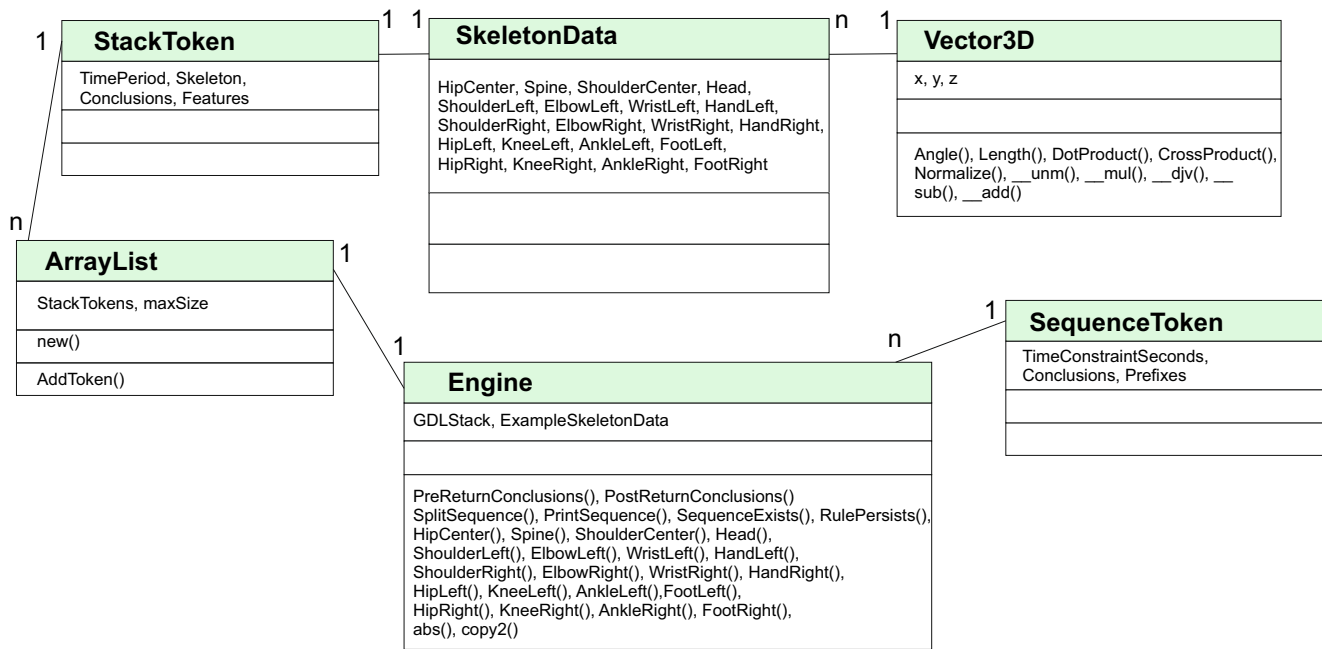 1
StackToken
TimePeriod, Skeleton,
Conclusions, Features
1
1
SkeletonData
HipCenter, Spine, ShoulderCenter, Head,
ShoulderLeft, ElbowLeft, WristLeft, HandLeft,
ShoulderRight, ElbowRight, WristRight, HandRight,
HipLeft, KneeLeft, AnkleLeft, FootLeft,
HipRight, KneeRight, AnkleRight, FootRight
n
1
Vector3D
x, y, z
Angle(), Length(), DotProduct(), CrossProduct(),
Normalize(), __unm(), __mul(), __djv(), __
sub(), __add()
n
ArrayList
StackTokens, maxSize
new()
AddToken()
1
1
Engine
GDLStack, ExampleSkeletonData
PreReturnConclusions(), PostReturnConclusions()
SplitSequence(), PrintSequence(), SequenceExists(), RulePersists(),
HipCenter(), Spine(), ShoulderCenter(), Head(),
ShoulderLeft(), ElbowLeft(), WristLeft(), HandLeft(),
ShoulderRight(), ElbowRight(), WristRight(), HandRight(),
HipLeft(), KneeLeft(), AnkleLeft(),FootLeft(),
HipRight(), KneeRight(), AnkleRight(), FootRight(),
abs(), copy2()
n
1
SequenceToken
TimeConstraintSeconds,
Conclusions, Prefixes